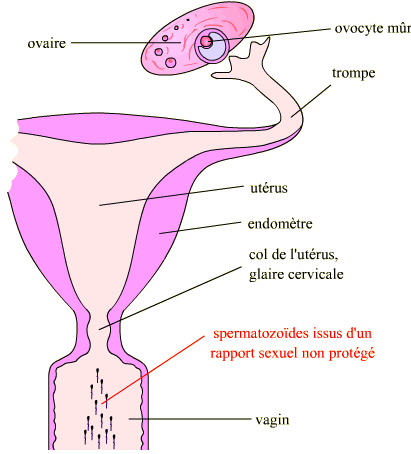 ovaire
ovocyte mûr
trompe
utérus
endomètre
col de l'utérus,
glaire cervicale
spermatozoïdes issus d'un
rapport sexuel non protégé
vagin